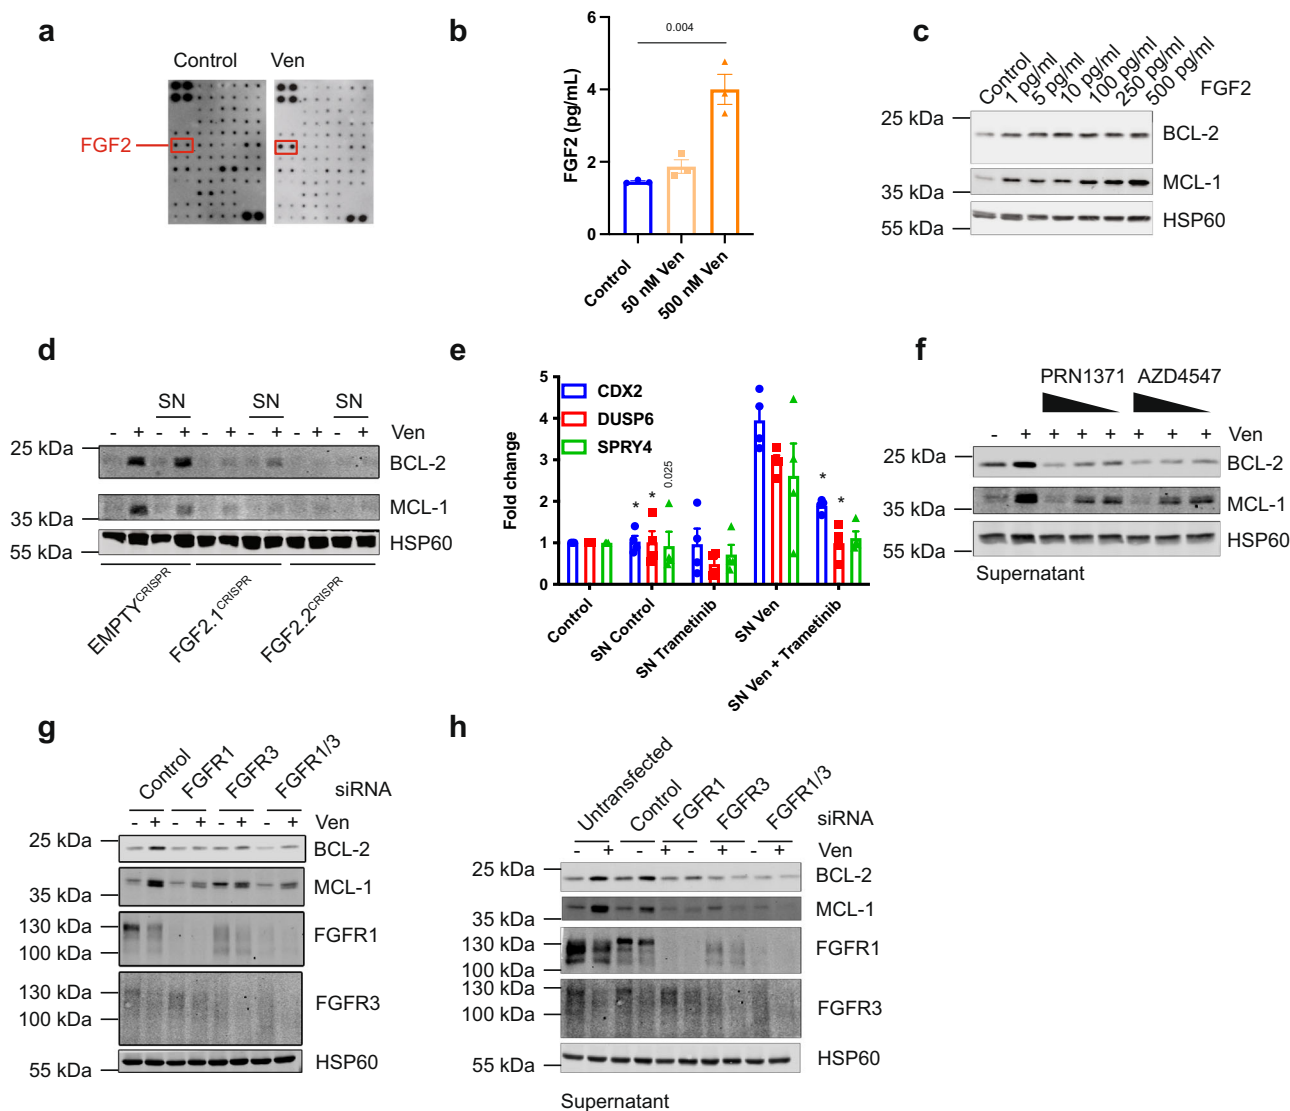 a
Control Ven
FGF2
b
0.004
6
4
2
0
FGF2 (pg/mL)
Control
50 nM Ven
500 nM Ven
c
Control
1 pg/ml
5 pg/ml
10 pg/ml
100 pg/ml
250 pg/ml
500 pg/ml
FGF2
25 kDa
BCL-2
MCL-1
35 kDa
HSP60
55 kDa
d
SN SN SN
- + - + - + - + - + - + Ven
25 kDa
BCL-2
MCL-1
35 kDa
HSP60
55 kDa
EMPTYCRISPR
FGF2.1CRISPR
FGF2.2CRISPR
e
5
4
3
2
1
0
Fold change
CDX2
DUSP6
SPRY4
* * 0.025
* *
Control
SN Control
SN Trametinib
SN Ven
SN Ven + Trametinib
f
PRN1371 AZD4547
- + + + + + + + Ven
25 kDa
BCL-2
MCL-1
35 kDa
HSP60
55 kDa
Supernatant
g
Control
FGFR1
FGFR3
FGFR1/3
siRNA
- + - + - + - + Ven
25 kDa
BCL-2
MCL-1
35 kDa
130 kDa
FGFR1
100 kDa
130 kDa
FGFR3
100 kDa
HSP60
55 kDa
h
Untransfected
Control
FGFR1
FGFR3
FGFR1/3
siRNA
- + - + + - + - + Ven
25 kDa
BCL-2
MCL-1
35 kDa
130 kDa
FGFR1
100 kDa
130 kDa
FGFR3
100 kDa
HSP60
55 kDa
Supernatant